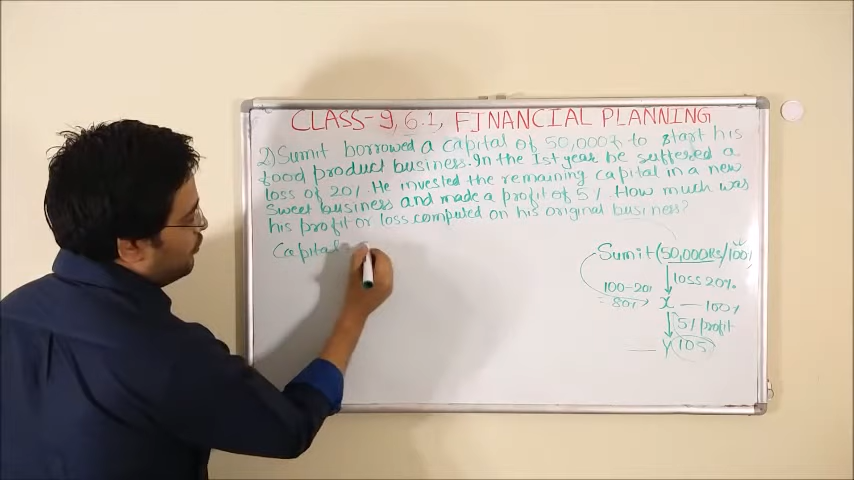 CLASS-9, 6.1, FINANCIAL PLANNING
2) Sumit borrowed a capital of 50,000₹ to start his
food product business. In the Ist year he suffered a
loss of 20%. He invested the remaining capital in a new
sweet business and made a profit of 5%. How much was
his profit or loss computed on his original business?
Capital
Sumit (50,000Rs/100%
loss 20%
100-20%
= 80%
x — 100%
5% profit
y 105